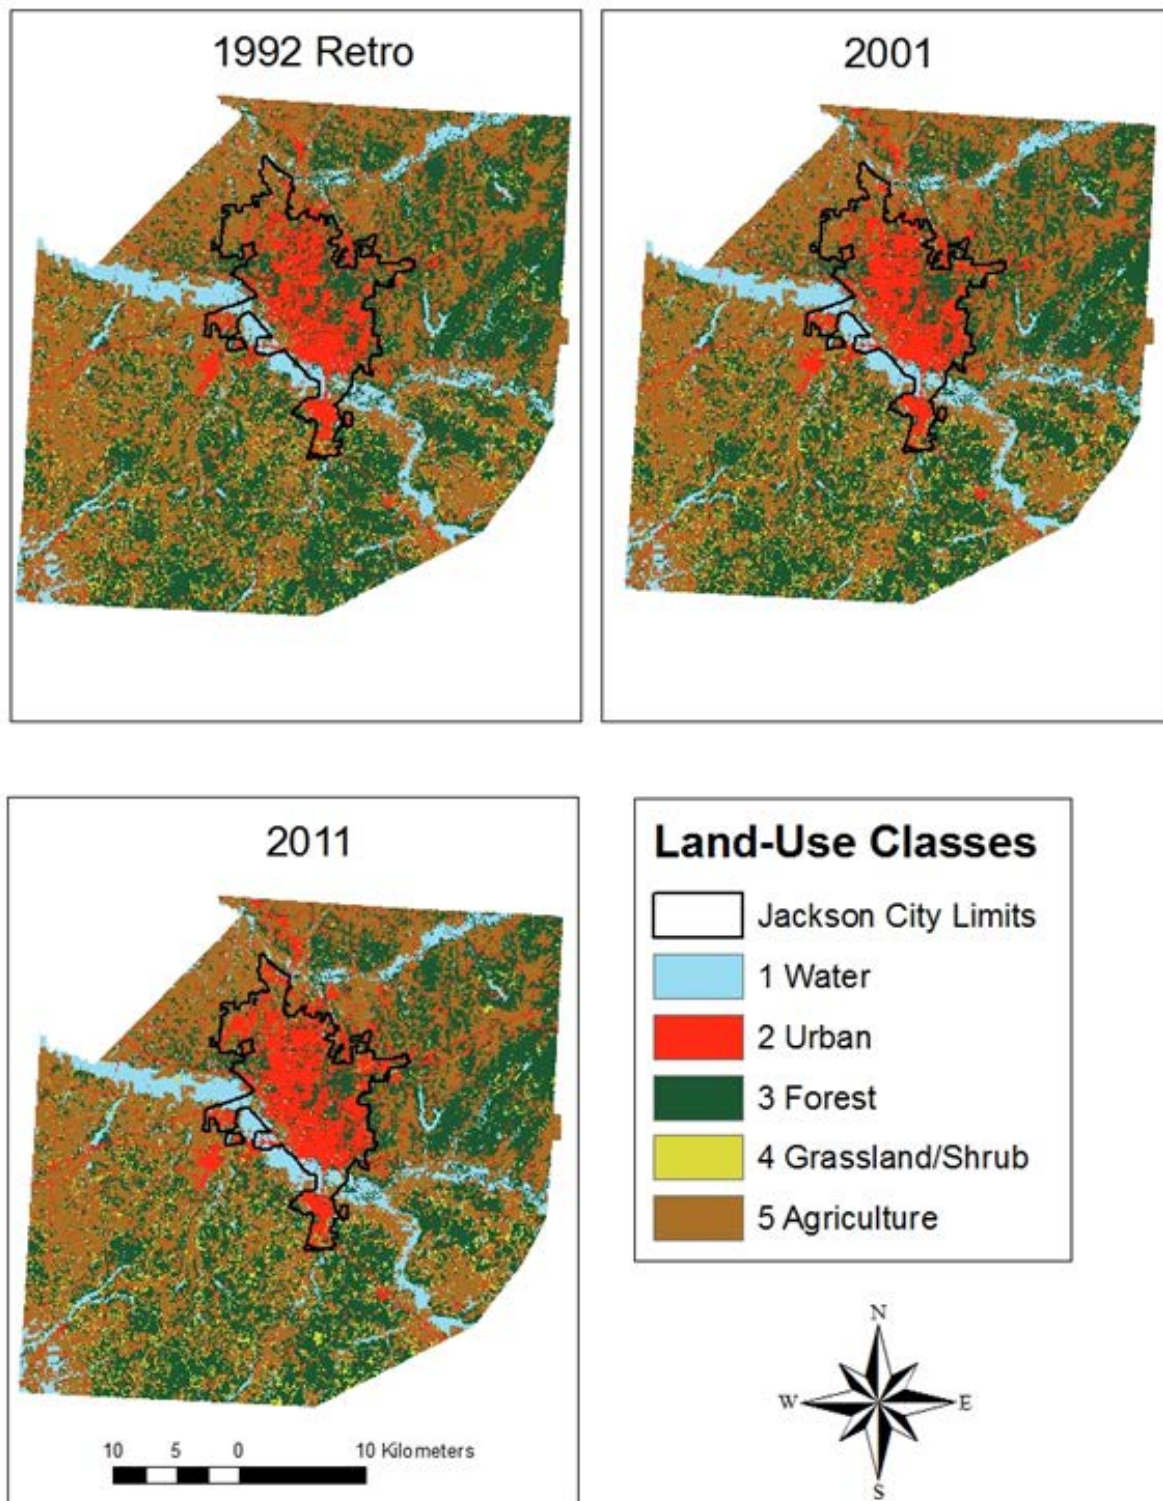 1992 Retro
2001
2011
Land-Use Classes
Jackson City Limits
1 Water
2 Urban
3 Forest
4 Grassland/Shrub
5 Agriculture
10 5 0 10 Kilometers
N
W E
S